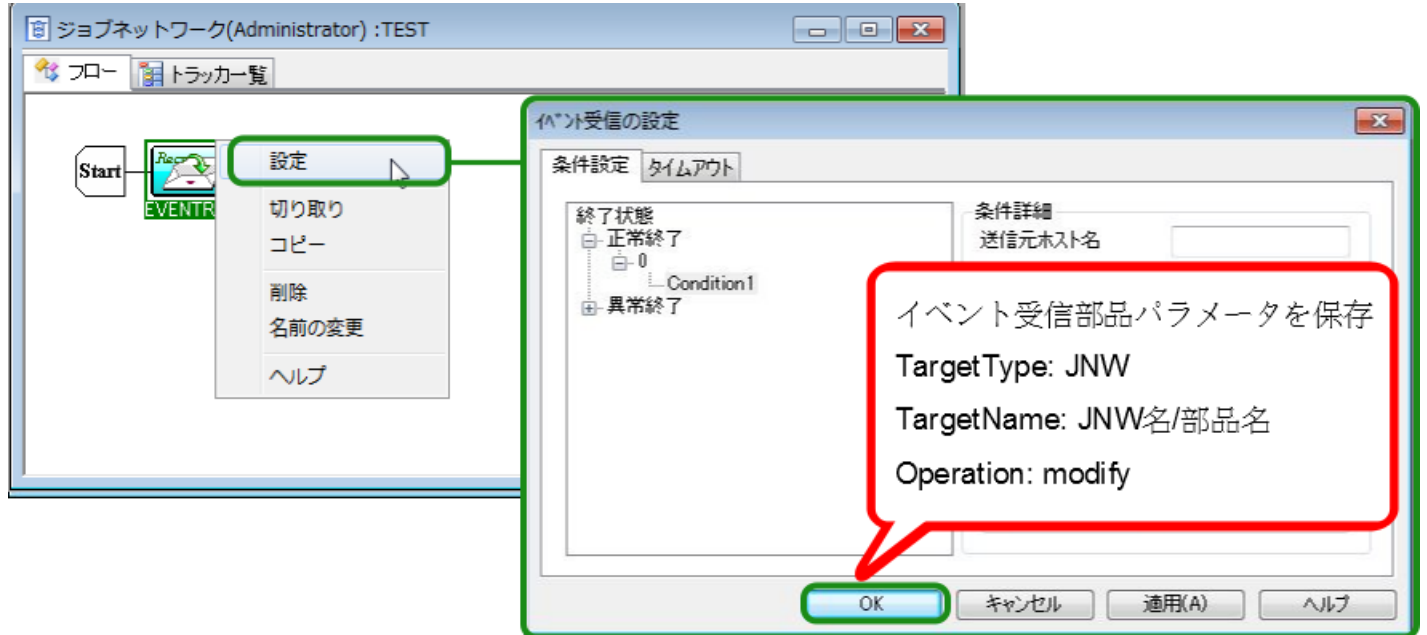 ジョブネットワーク(Administrator) :TEST
フロー
トラッカ一覧
Start
EVENTR
設定
切り取り
コピー
削除
名前の変更
ヘルプ
ｲﾍﾞﾝﾄ受信の設定
条件設定
ﾀｲﾑｱｳﾄ
終了状態
正常終了
0
Condition1
異常終了
条件詳細
送信元ﾎｽﾄ名
イベント受信部品パラメータを保存
TargetType: JNW
TargetName: JNW名/部品名
Operation: modify
OK
ｷｬﾝｾﾙ
適用(A)
ﾍﾙﾌﾟ